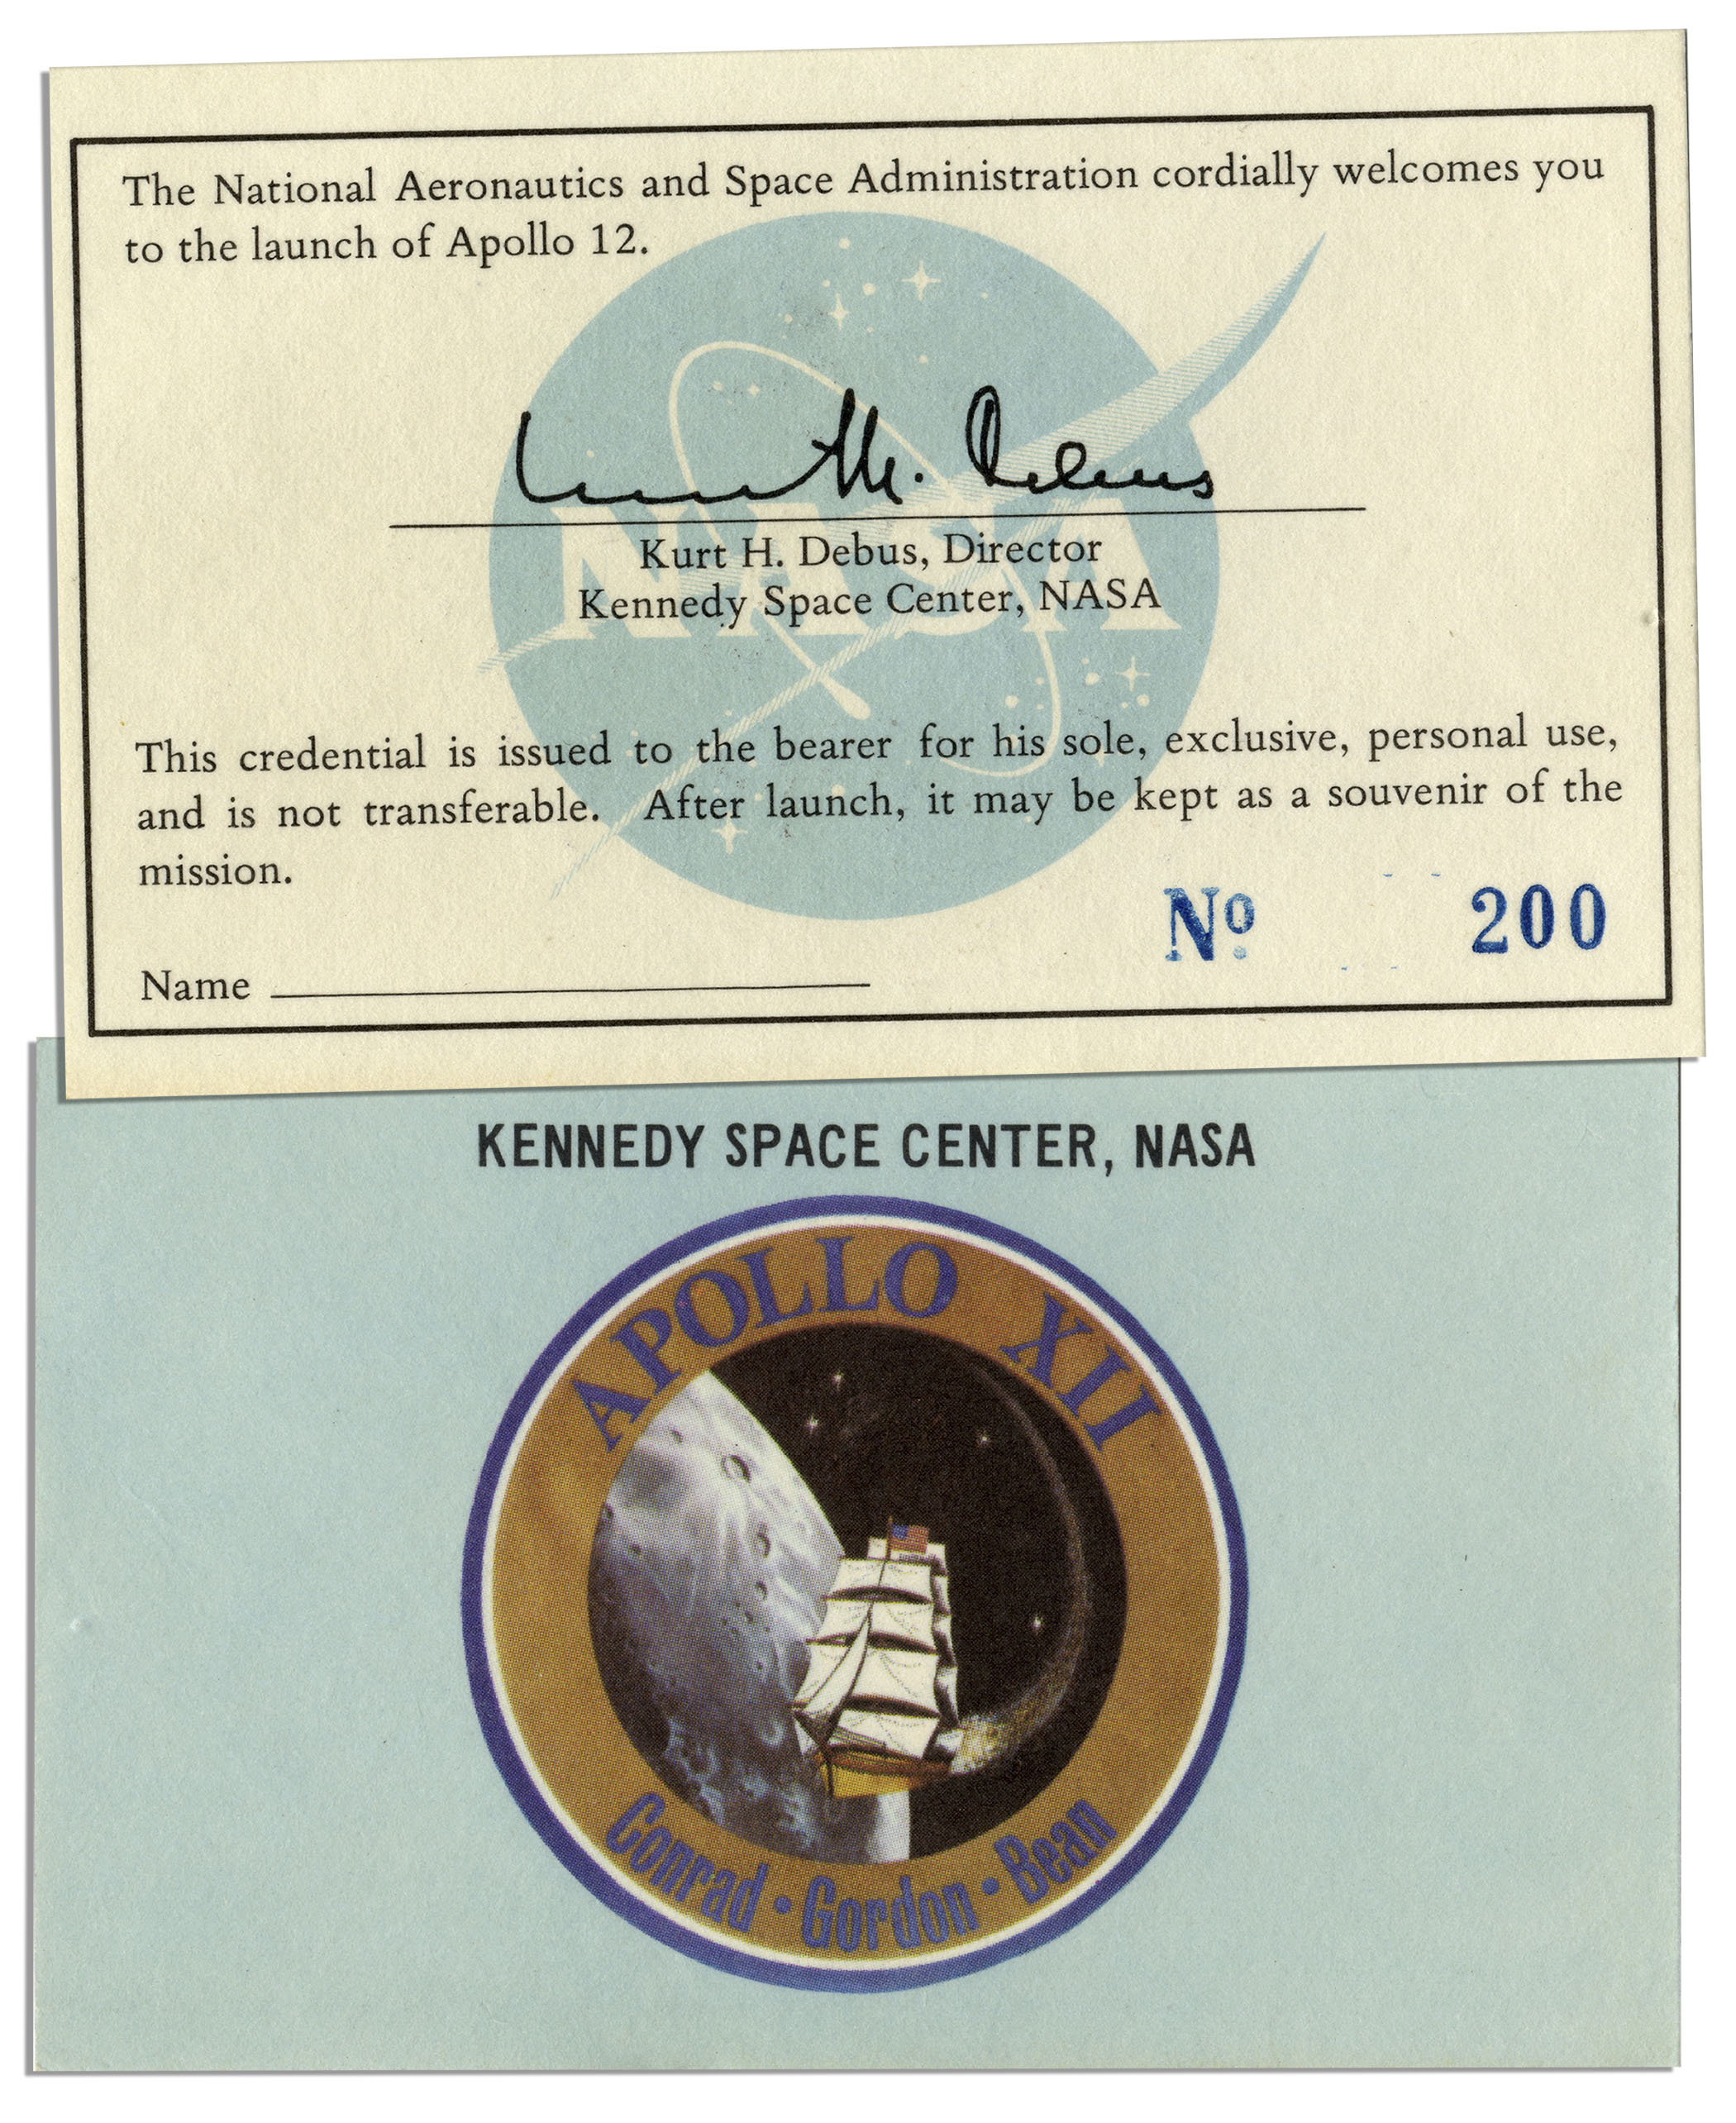 The National Aeronautics and Space Administration cordially welcomes you
to the launch of Apollo 12.
Kurt H. Debus
NASA
Kurt H. Debus, Director
Kennedy Space Center, NASA
This credential is issued to the bearer for his sole, exclusive, personal use,
and is not transferable. After launch, it may be kept as a souvenir of the
mission.
Nº 200
Name
KENNEDY SPACE CENTER, NASA
APOLLO XII
Conrad • Gordon • Bean